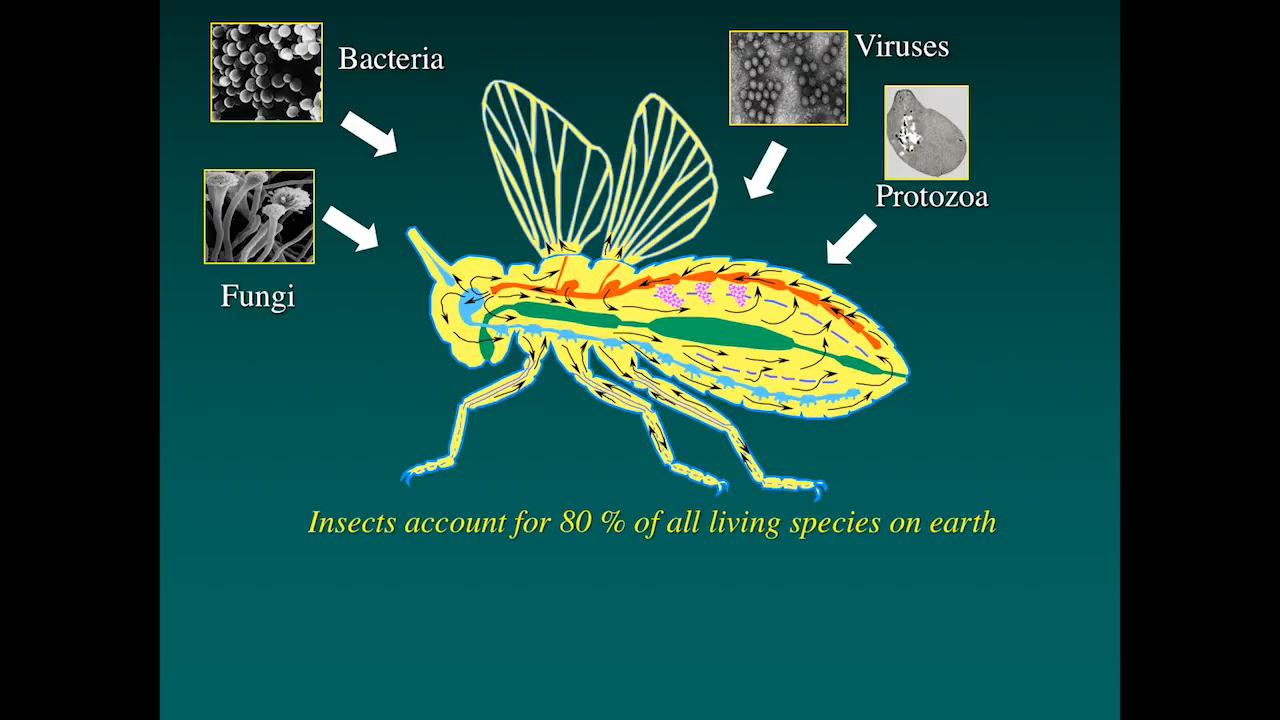 Bacteria
Viruses
Protozoa
Fungi
Insects account for 80 % of all living species on earth